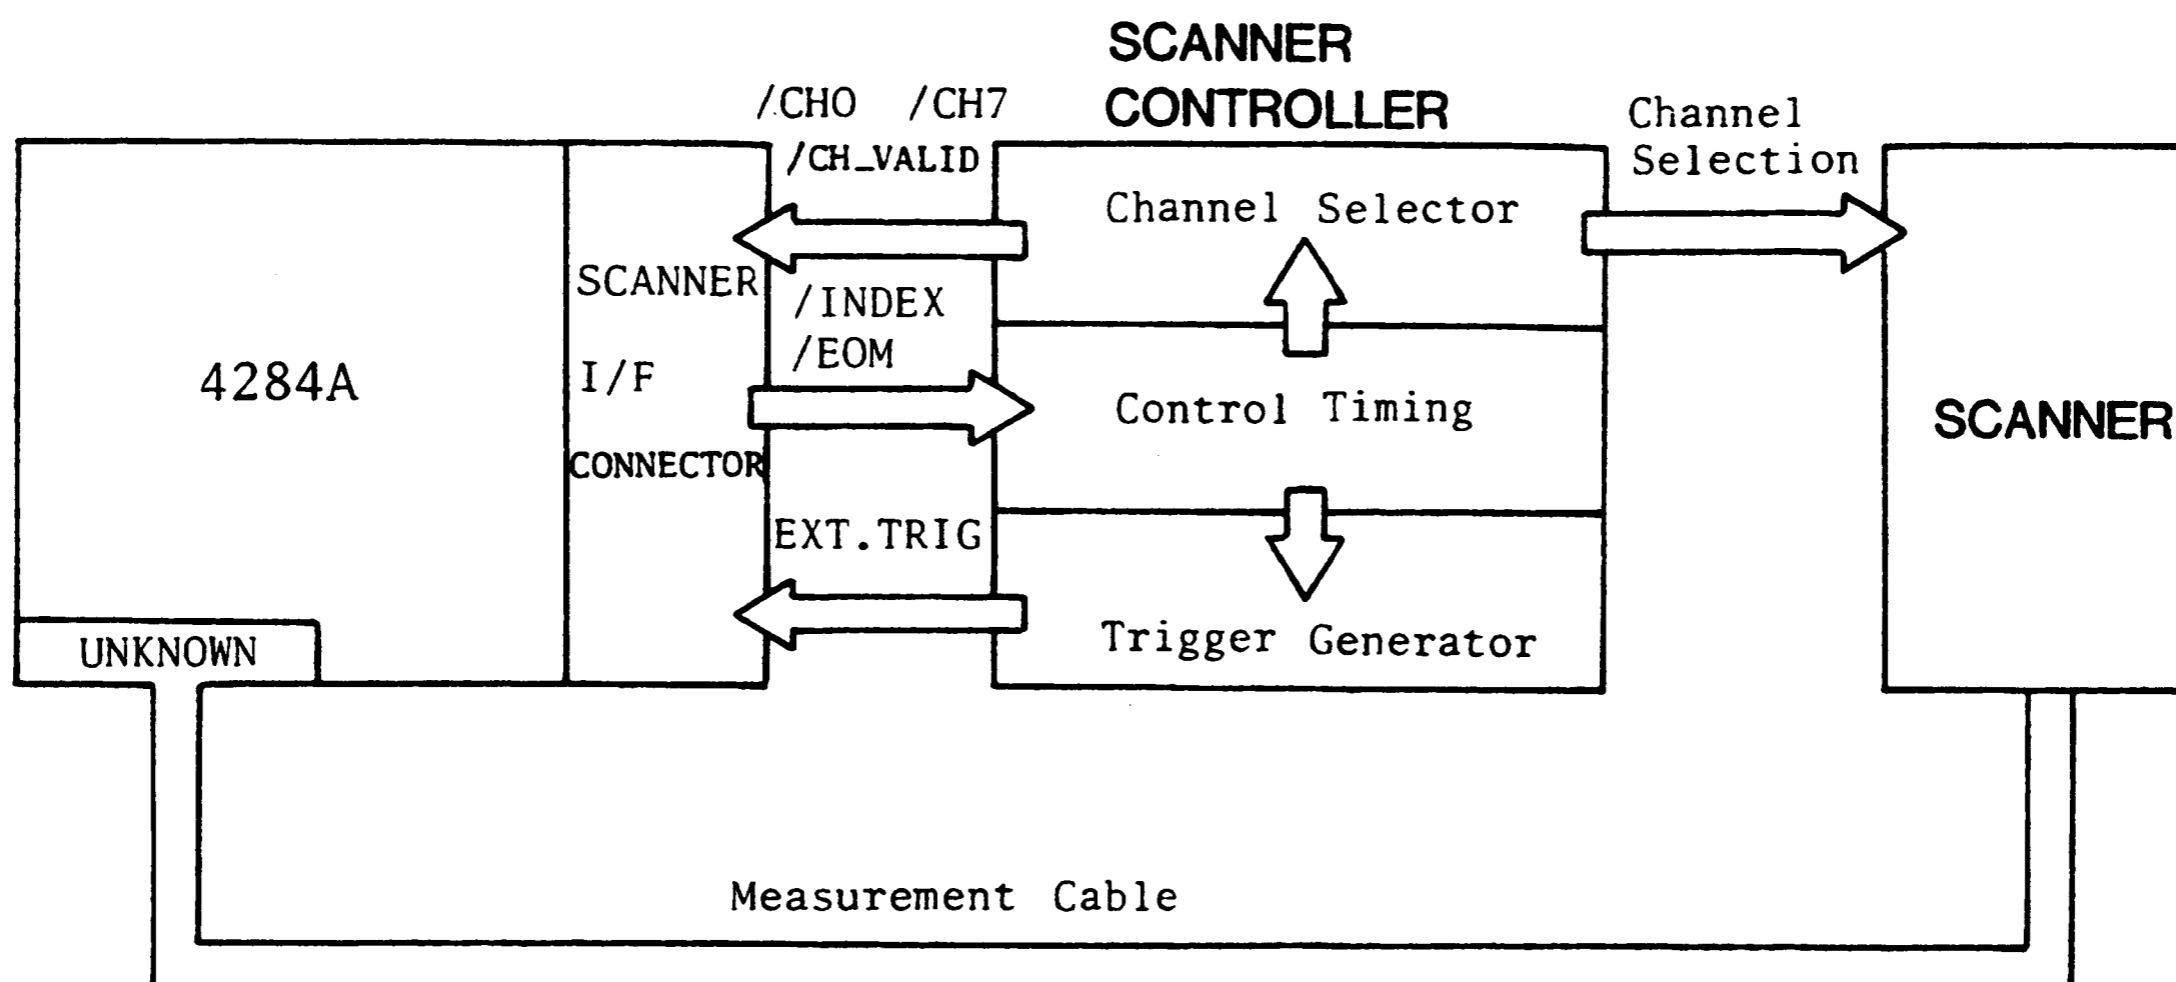 SCANNER
CONTROLLER
/CH0 /CH7
/CH_VALID
Channel
Selection
Channel Selector
SCANNER
I/F
CONNECTOR
/INDEX
/EOM
4284A
Control Timing
SCANNER
EXT.TRIG
Trigger Generator
UNKNOWN
Measurement Cable